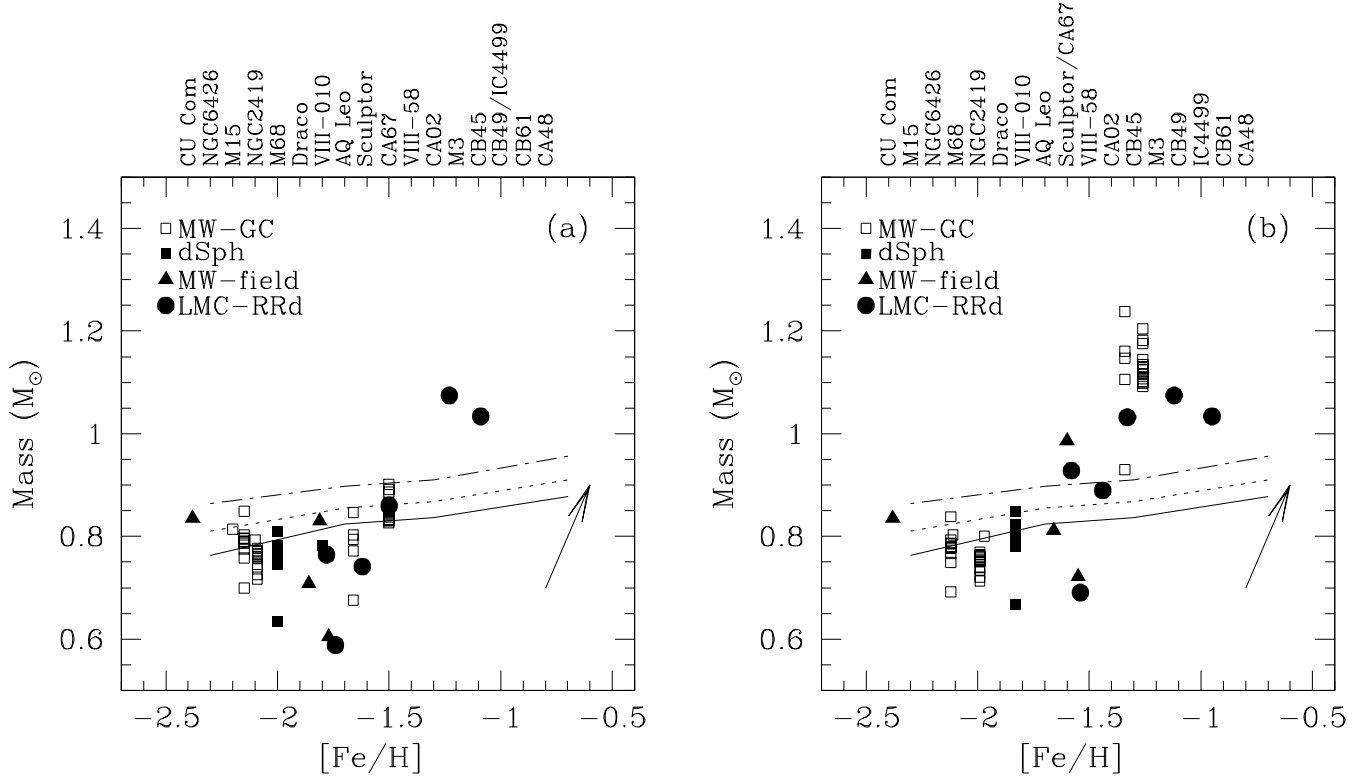 CU Com
NGC6426
M15
NGC2419
M68
Draco
VIII-010
AQ Leo
Sculptor
CA67
VIII-58
CA02
M3
CB45
CB49/IC4499
CB61
CA48
(a)
MW-GC
dSph
MW-field
LMC-RRd
1.4
1.2
1
0.8
0.6
Mass (M⊙)
-2.5 -2 -1.5 -1 -0.5
[Fe/H]
CU Com
M15
NGC6426
M68
NGC2419
Draco
VIII-010
AQ Leo
Sculptor/CA67
VIII-58
CA02
CB45
M3
CB49
IC4499
CB61
CA48
(b)
MW-GC
dSph
MW-field
LMC-RRd
1.4
1.2
1
0.8
0.6
Mass (M⊙)
-2.5 -2 -1.5 -1 -0.5
[Fe/H]